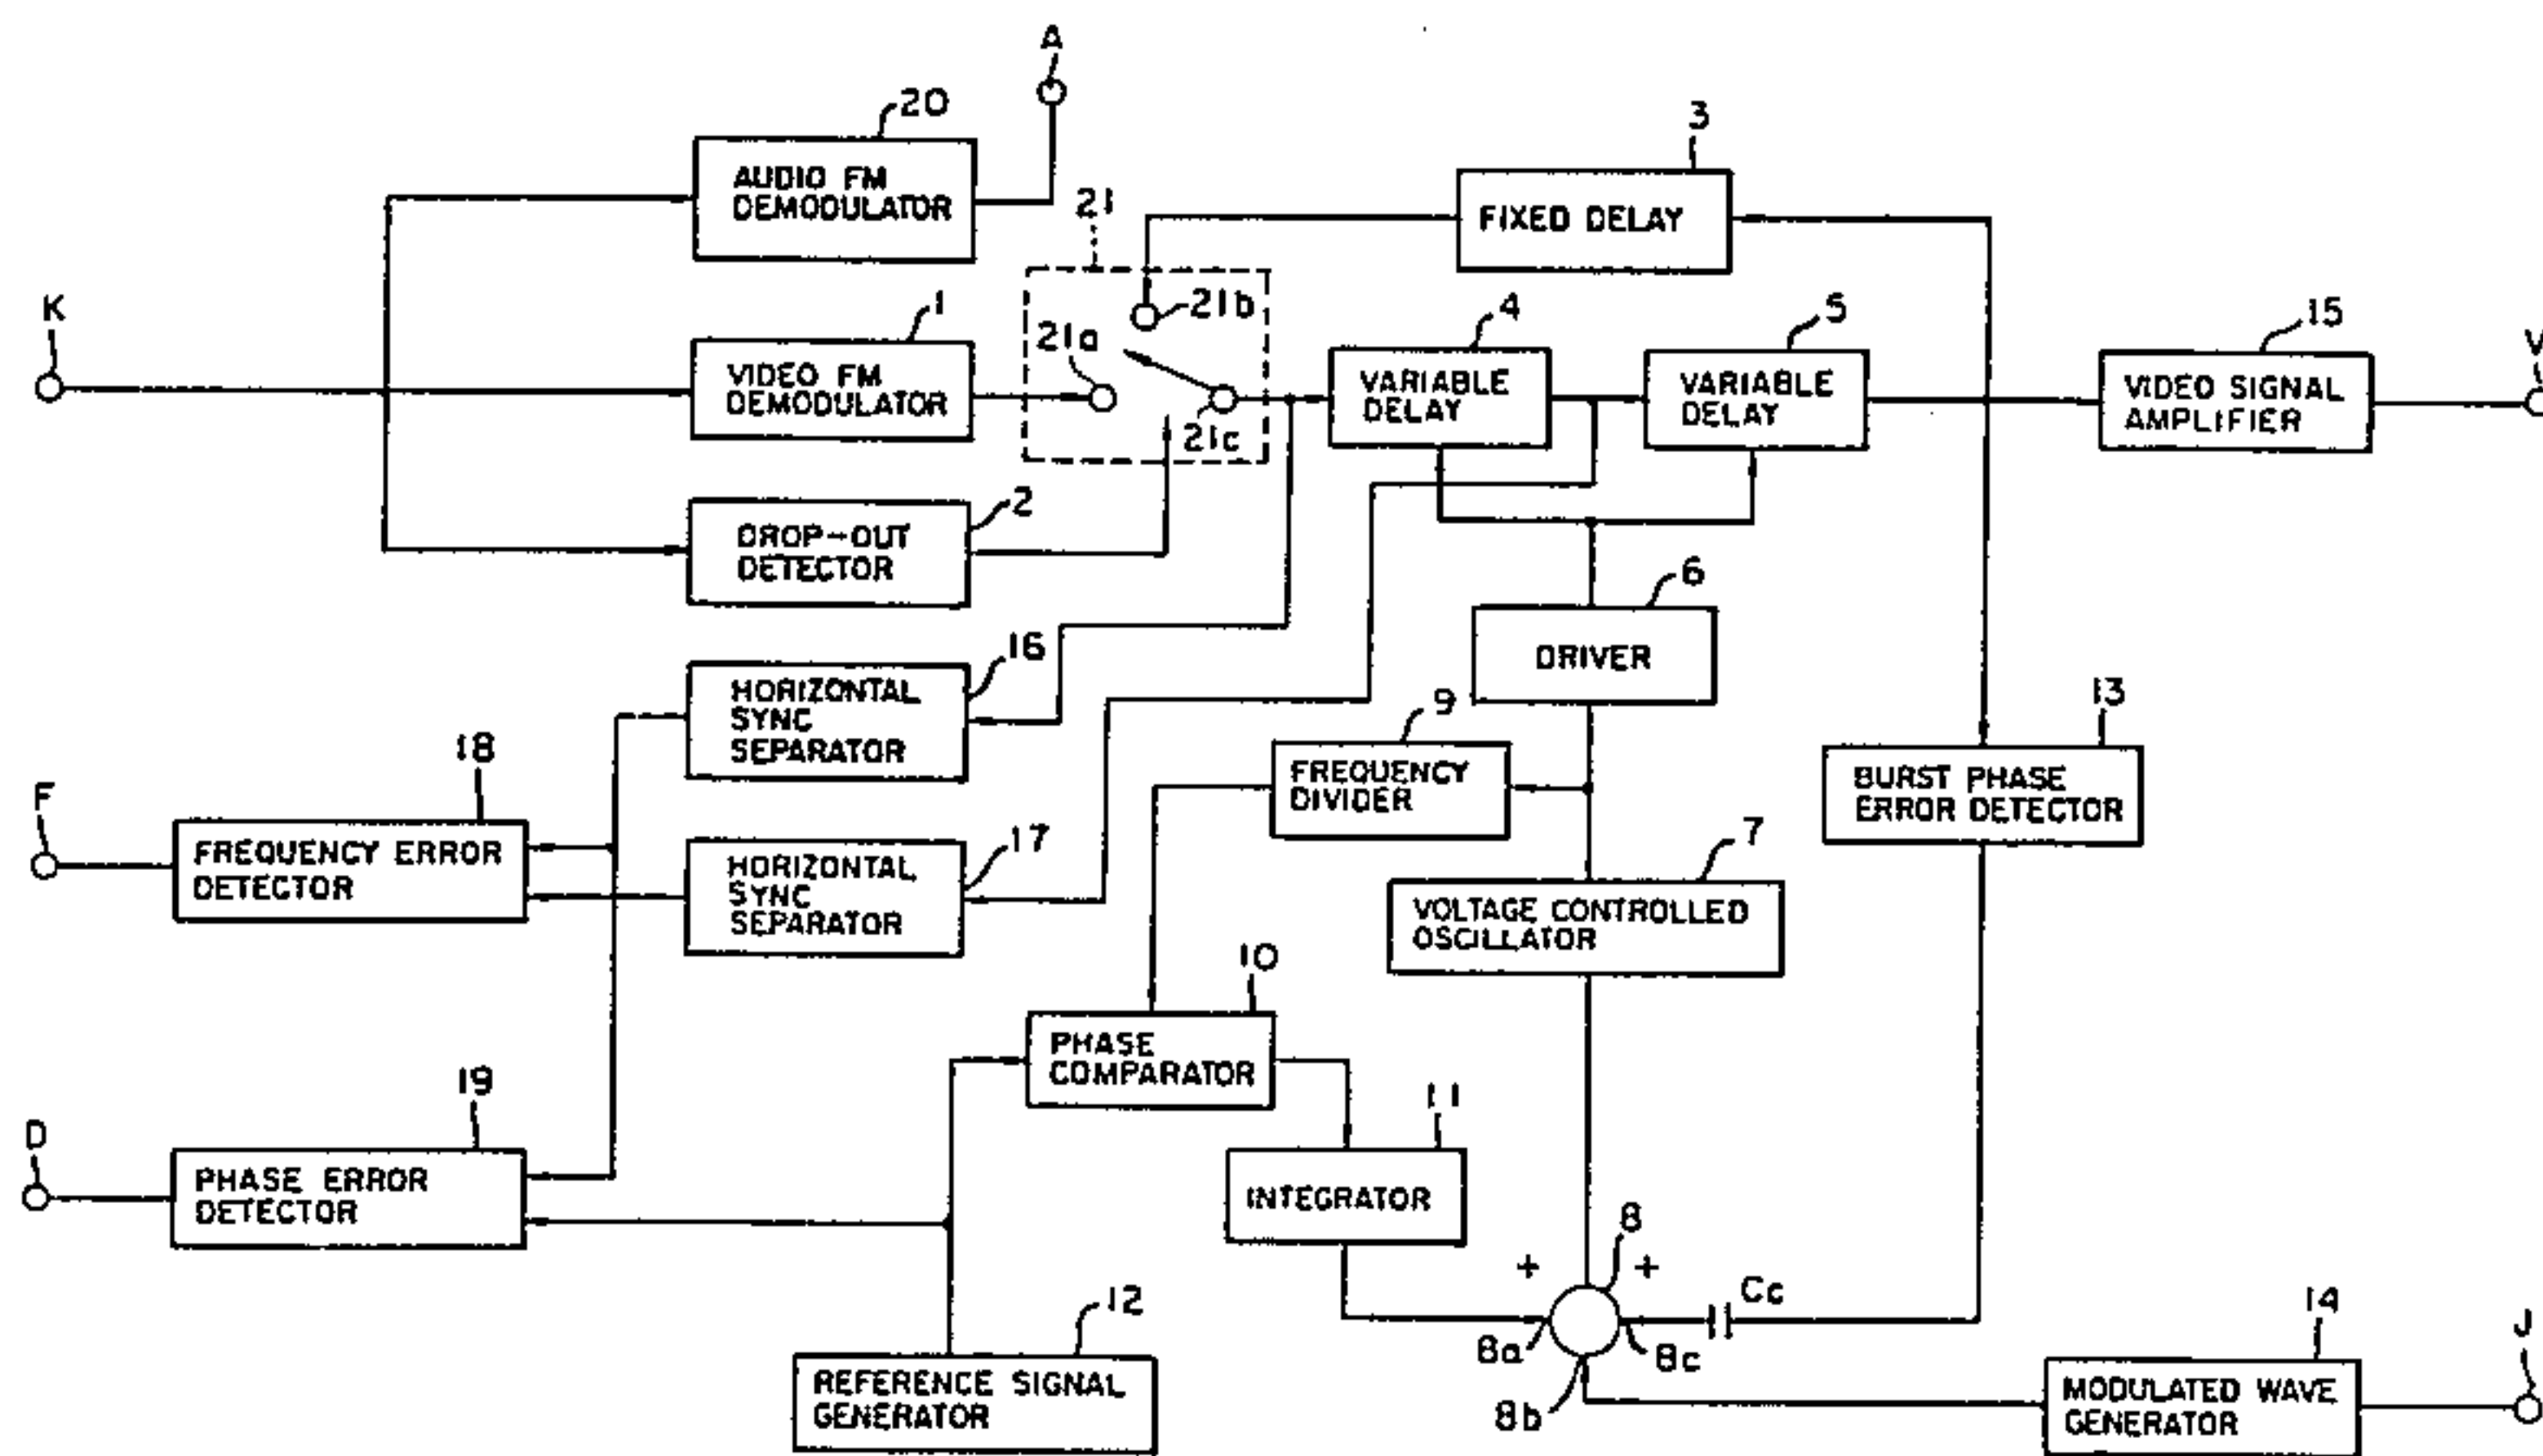 A
20
AUDIO FM
DEMODULATOR
3
FIXED DELAY
21
K
1
VIDEO FM
DEMODULATOR
21a
21b
21c
4
VARIABLE
DELAY
5
VARIABLE
DELAY
15
VIDEO SIGNAL
AMPLIFIER
V
2
DROP-OUT
DETECTOR
6
DRIVER
16
HORIZONTAL
SYNC
SEPARATOR
9
FREQUENCY
DIVIDER
13
BURST PHASE
ERROR DETECTOR
F
18
FREQUENCY ERROR
DETECTOR
17
HORIZONTAL
SYNC
SEPARATOR
7
VOLTAGE CONTROLLED
OSCILLATOR
10
PHASE
COMPARATOR
D
19
PHASE ERROR
DETECTOR
11
INTEGRATOR
8
+
+
Cc
8a
8c
8b
12
REFERENCE SIGNAL
GENERATOR
14
MODULATED WAVE
GENERATOR
J